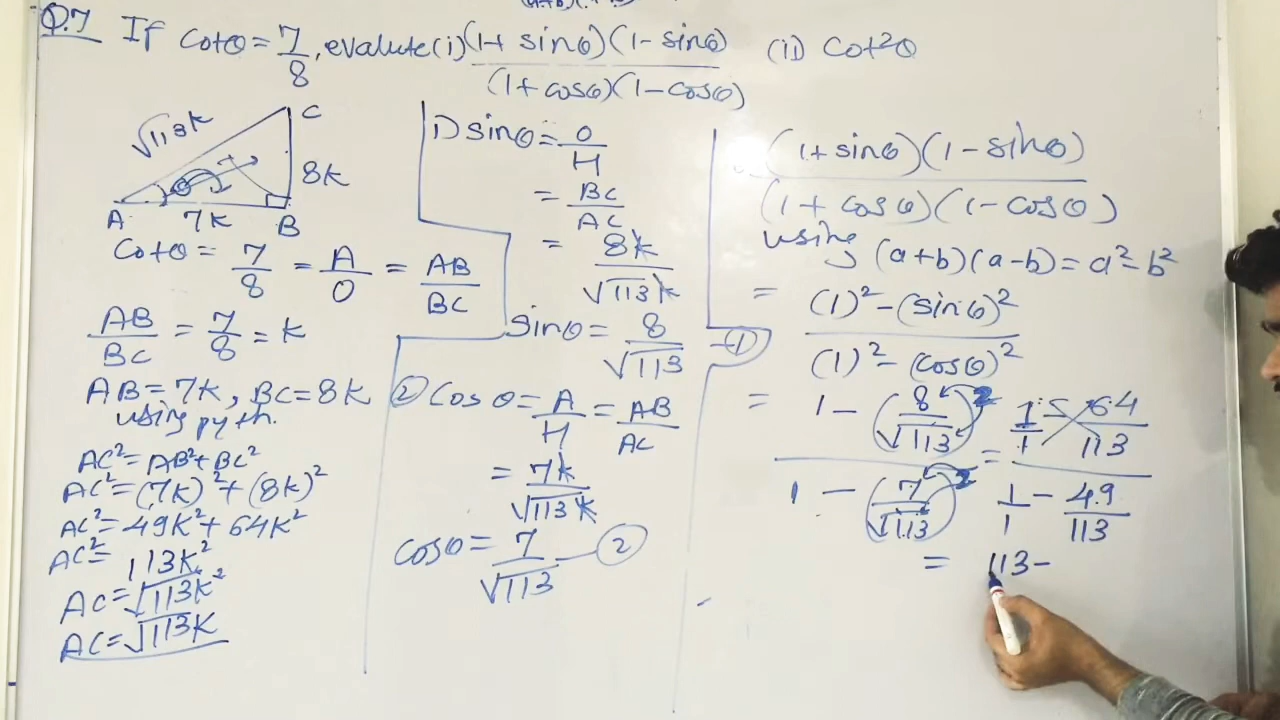 Q.7 If Cotθ = 7/8, evalute (i) (1+ sinθ)(1- sinθ)/(1+cosθ)(1-cosθ) (ii) Cot²θ
√113K
C
8K
A 7K B
θ
Cotθ = 7/8 = A/O = AB/BC
AB/BC = 7/8 = K
AB = 7K, BC = 8K
using pyth.
AC² = AB² + BC²
AC² = (7K)² + (8K)²
AC² = 49K² + 64K²
AC² = 113K²
AC = √113K²
AC = √113K
1) sinθ = O/H
= BC/AC
= 8K/√113K
sinθ = 8/√113 — ①
② Cosθ = A/H = AB/AC
= 7K/√113K
cosθ = 7/√113 — ②
(1+sinθ)(1-sinθ)/(1+cosθ)(1-cosθ)
using (a+b)(a-b) = a²-b²
= (1)²-(sinθ)²/(1)²-(cosθ)²
= 1-(8/√113)²/1-(7/√113)² = 1/1 - 64/113 / 1/1 - 49/113
= 113-